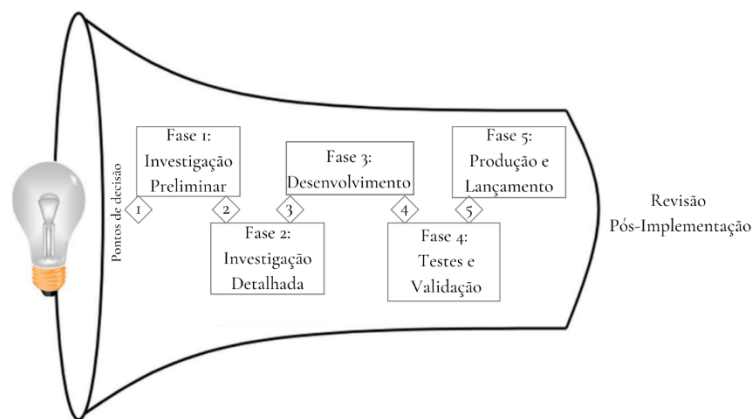 Pontos de decisão
1
Fase 1:
Investigação
Preliminar
2
Fase 2:
Investigação
Detalhada
3
Fase 3:
Desenvolvimento
4
Fase 4:
Testes e
Validação
5
Fase 5:
Produção e
Lançamento
Revisão
Pós-Implementação